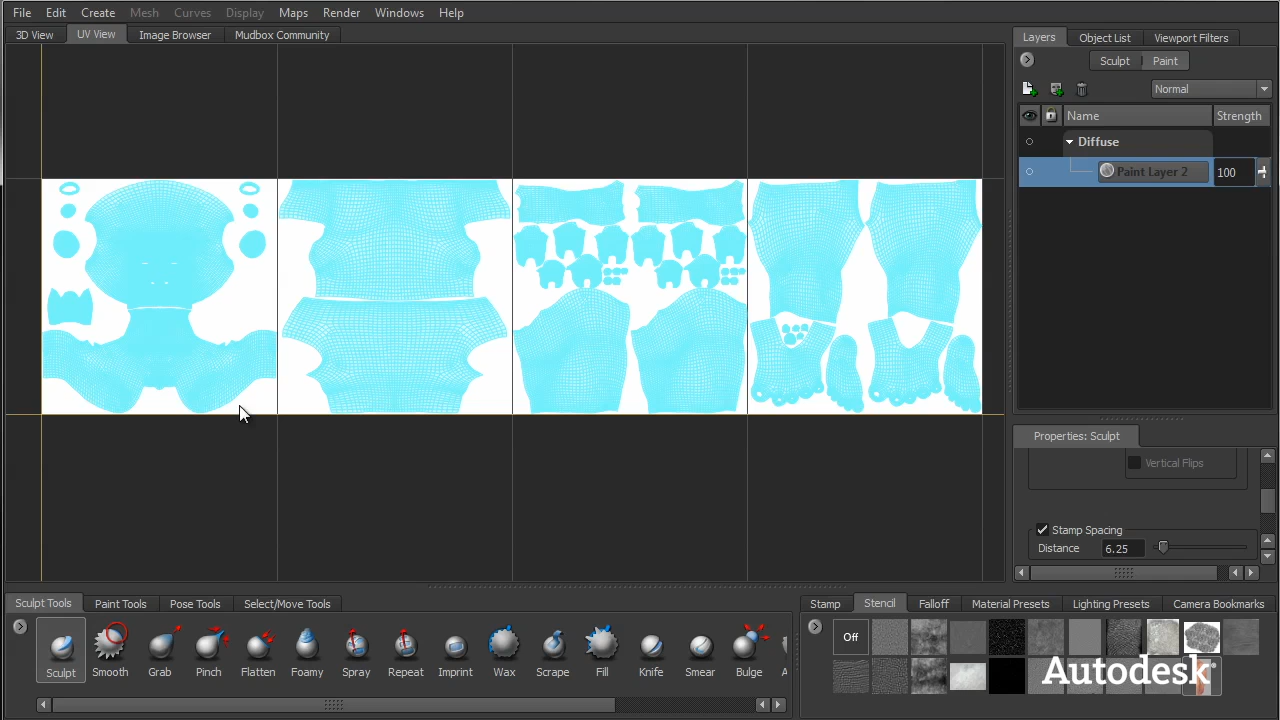 File Edit Create Mesh Curves Display Maps Render Windows Help
3D View UV View Image Browser Mudbox Community
Layers Object List Viewport Filters
Sculpt Paint
Normal
Name Strength
Diffuse
Paint Layer 2 100
Properties: Sculpt
Vertical Flips
Stamp Spacing
Distance 6.25
Sculpt Tools Paint Tools Pose Tools Select/Move Tools
Sculpt Smooth Grab Pinch Flatten Foamy Spray Repeat Imprint Wax Scrape Fill Knife Smear Bulge A
Stamp Stencil Falloff Material Presets Lighting Presets Camera Bookmarks
Off
Autodesk